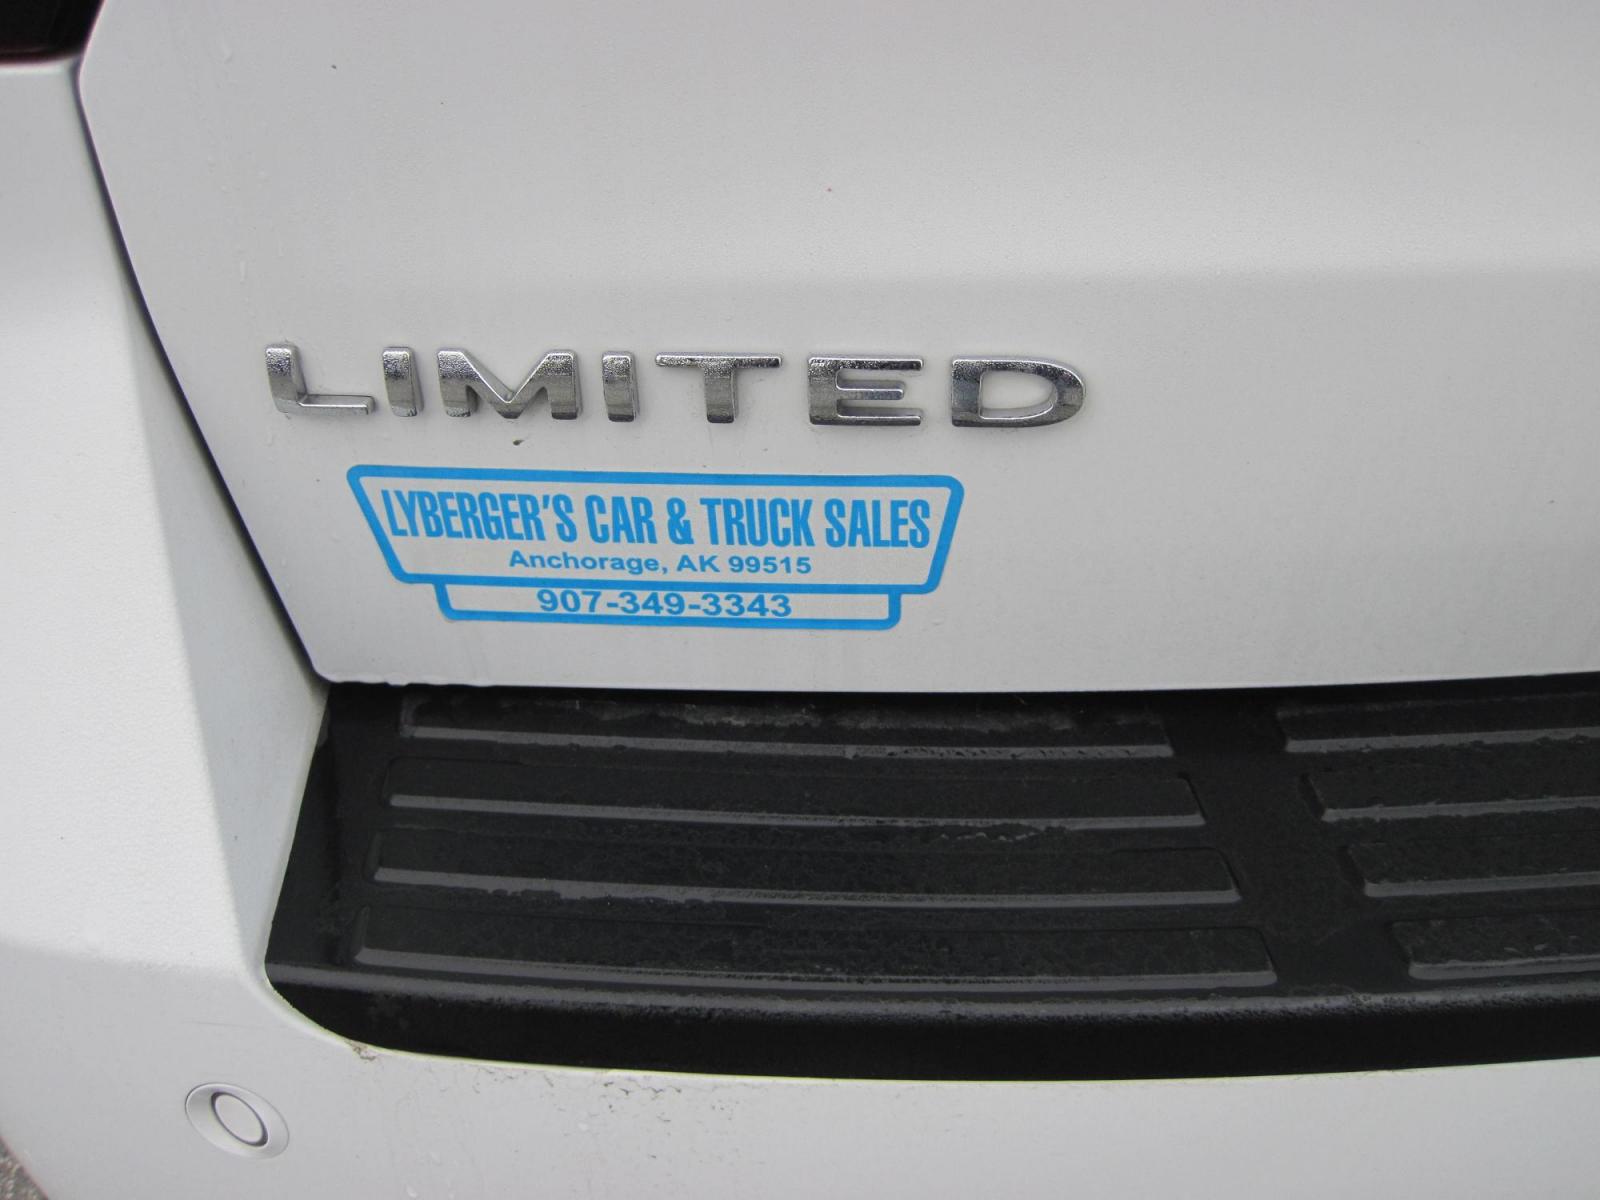 LIMITED
LYBERGER'S CAR & TRUCK SALES
Anchorage, AK 99515
907-349-3343